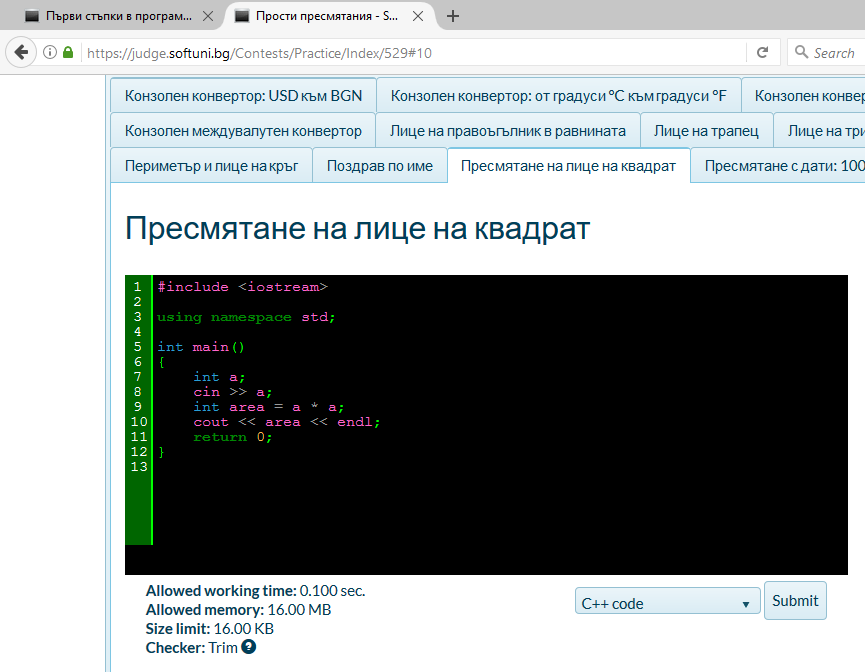 Първи стъпки в програм...
Прости пресмятания - S...
https://judge.softuni.bg/Contests/Practice/Index/529#10
Search
Конзолен конвертор: USD към BGN
Конзолен конвертор: от градуси °C към градуси °F
Конзолен конвер
Конзолен междувалутен конвертор
Лице на правоъгълник в равнината
Лице на трапец
Лице на три
Периметър и лице на кръг
Поздрав по име
Пресмятане на лице на квадрат
Пресмятане с дати: 100
Пресмятане на лице на квадрат
1 #include <iostream>
2
3 using namespace std;
4
5 int main()
6 {
7 int a;
8 cin >> a;
9 int area = a * a;
10 cout << area << endl;
11 return 0;
12 }
13
Allowed working time: 0.100 sec.
Allowed memory: 16.00 MB
Size limit: 16.00 KB
Checker: Trim ?
C++ code
Submit